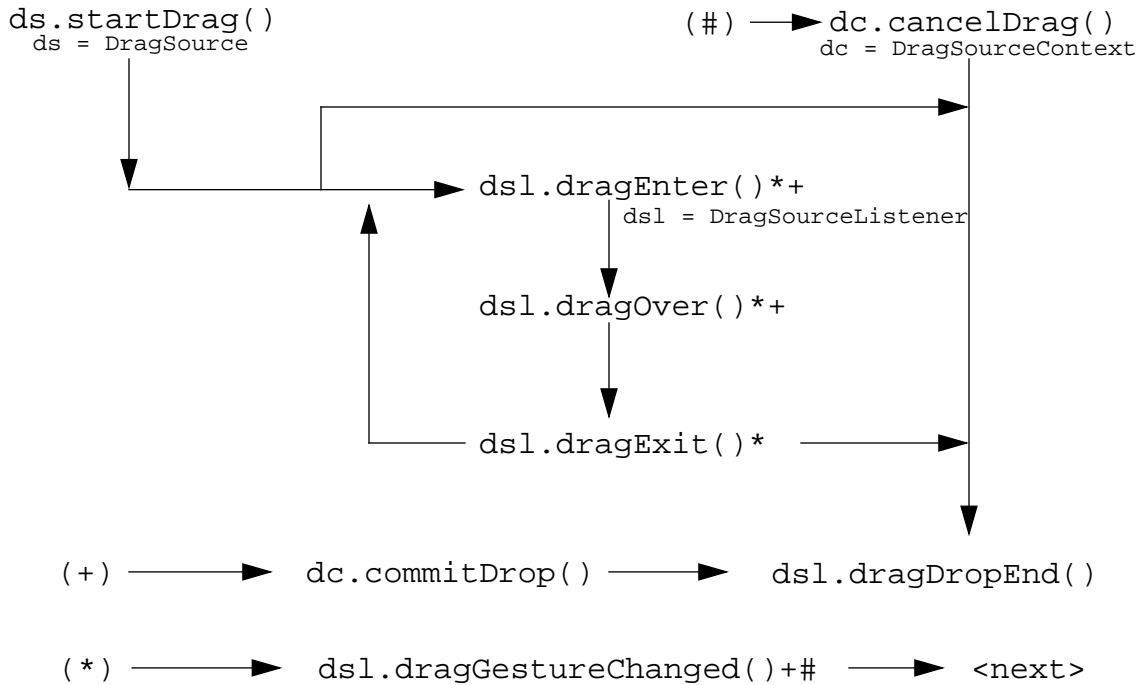 ds.startDrag()
ds = DragSource
(#) dc.cancelDrag()
dc = DragSourceContext
dsl.dragEnter()*+
dsl = DragSourceListener
dsl.dragOver()*+
dsl.dragExit()*
(+) dc.commitDrop() dsl.dragDropEnd()
(*) dsl.dragGestureChanged()+# <next>